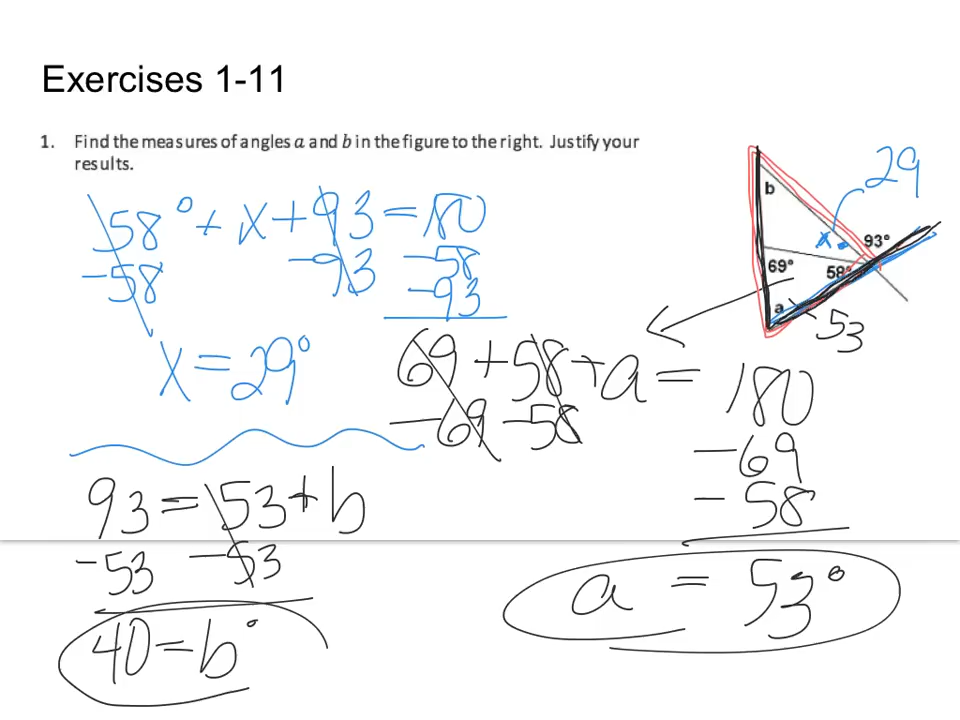 Exercises 1-11
1. Find the measures of angles a and b in the figure to the right. Justify your
results.
58° + x + 93 = 180
-58 -93 -58
-93
x = 29°
29
b
x
93°
69°
58°
a
53
69 + 58 + a = 180
-69 -58 -69
- 58
a = 53°
93 = 53 + b
-53 -53
40 = b°